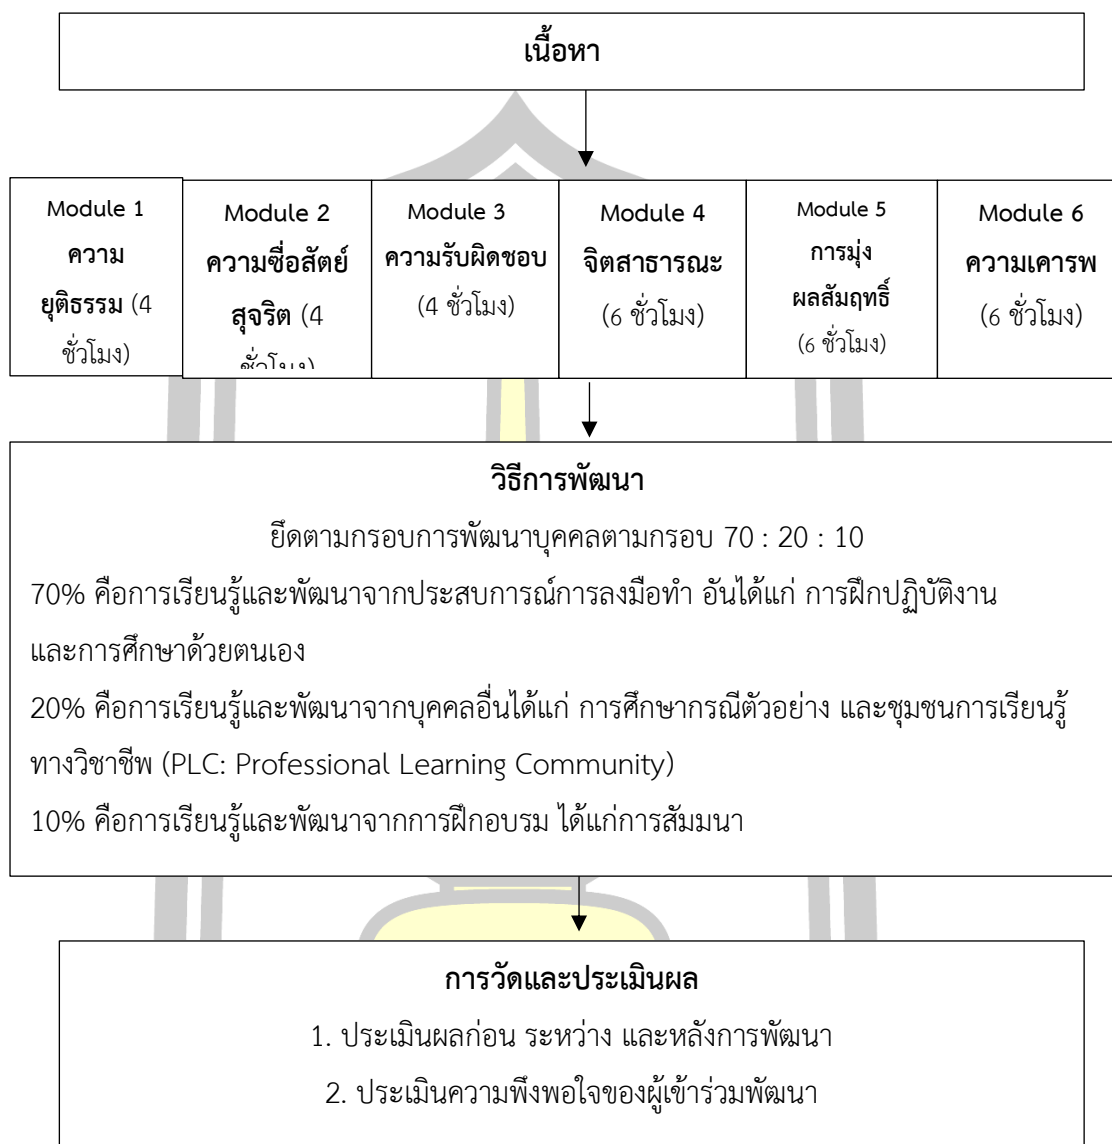 เนื้อหา
Module 1
ความ
ยุติธรรม (4
ชั่วโมง)
Module 2
ความซื่อสัตย์
สุจริต (4
ชั่วโมง)
Module 3
ความรับผิดชอบ
(4 ชั่วโมง)
Module 4
จิตสาธารณะ
(6 ชั่วโมง)
Module 5
การมุ่ง
ผลสัมฤทธิ์
(6 ชั่วโมง)
Module 6
ความเคารพ
(6 ชั่วโมง)
วิธีการพัฒนา
ยึดตามกรอบการพัฒนาบุคคลตามกรอบ 70 : 20 : 10
70% คือการเรียนรู้และพัฒนาจากประสบการณ์การลงมือทำ อันได้แก่ การฝึกปฏิบัติงาน
และการศึกษาด้วยตนเอง
20% คือการเรียนรู้และพัฒนาจากบุคคลอื่นได้แก่ การศึกษากรณีตัวอย่าง และชุมชนการเรียนรู้
ทางวิชาชีพ (PLC: Professional Learning Community)
10% คือการเรียนรู้และพัฒนาจากการฝึกอบรม ได้แก่การสัมมนา
การวัดและประเมินผล
1. ประเมินผลก่อน ระหว่าง และหลังการพัฒนา
2. ประเมินความพึงพอใจของผู้เข้าร่วมพัฒนา